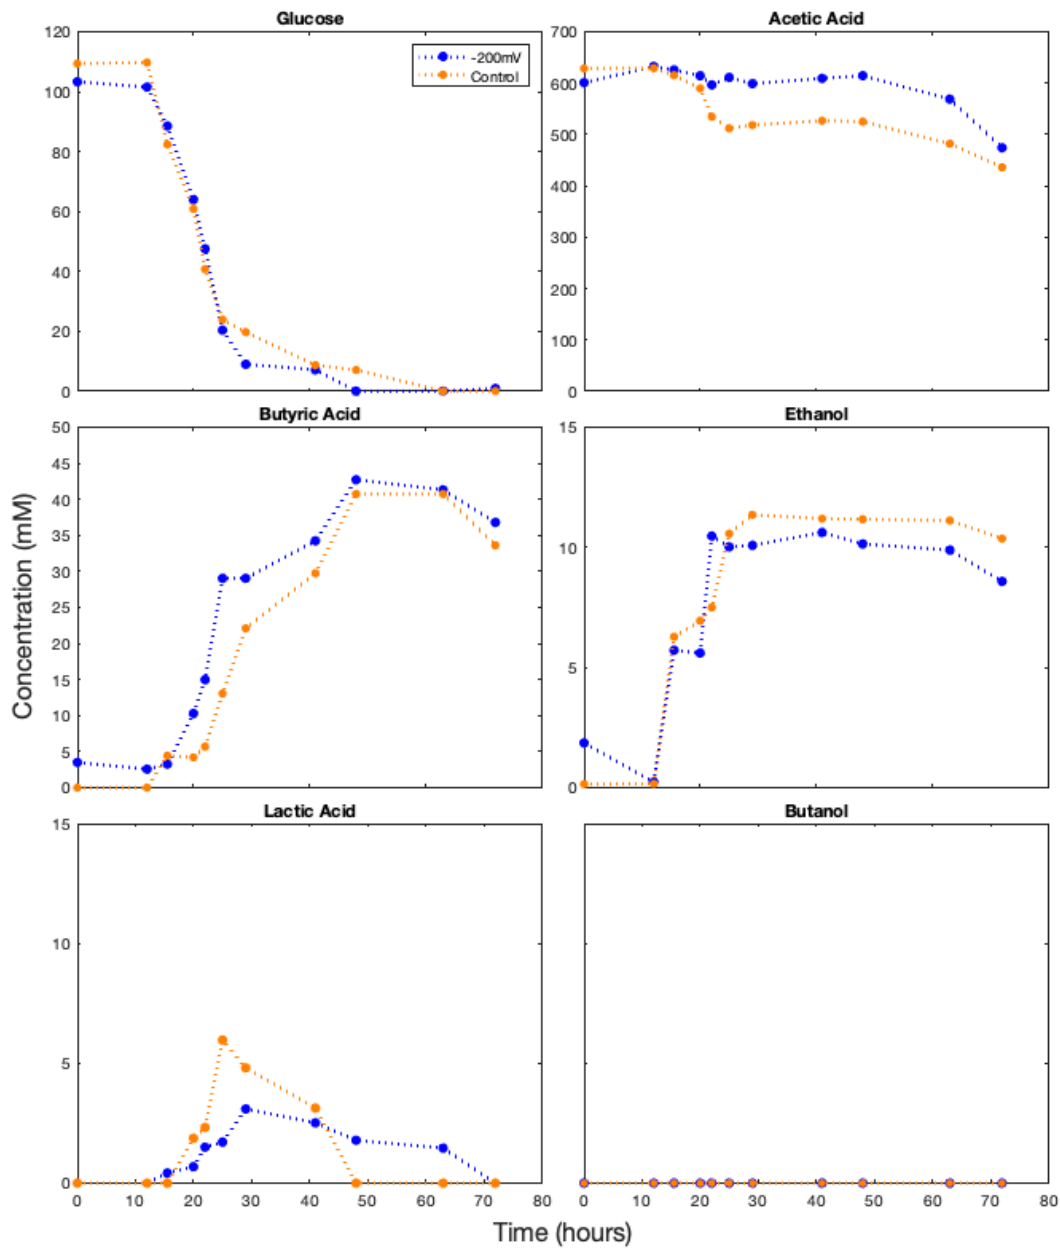 Glucose
Acetic Acid
120
100
80
60
40
20
0
-200mV
Control
700
600
500
400
300
200
100
0
Butyric Acid
Ethanol
50
45
40
35
30
25
20
15
10
5
0
15
10
5
0
Concentration (mM)
Lactic Acid
Butanol
15
10
5
0
0 10 20 30 40 50 60 70 80
0 10 20 30 40 50 60 70 80
Time (hours)